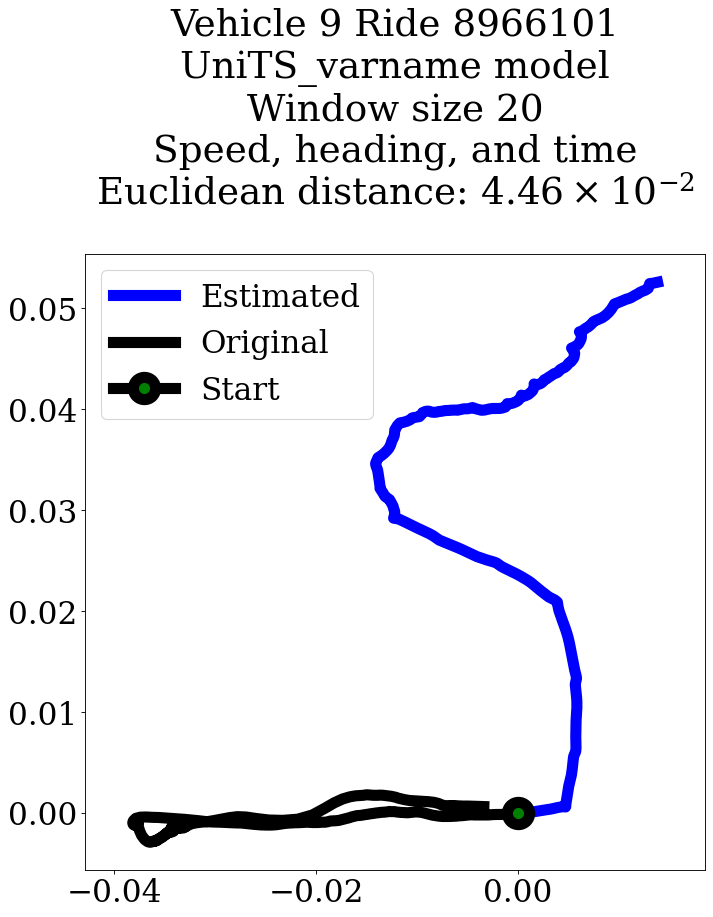 Vehicle 9 Ride 8966101
UniTS_varname model
Window size 20
Speed, heading, and time
Euclidean distance: 4.46 × 10⁻²
Estimated
Original
Start
0.05
0.04
0.03
0.02
0.01
0.00
−0.04 −0.02 0.00